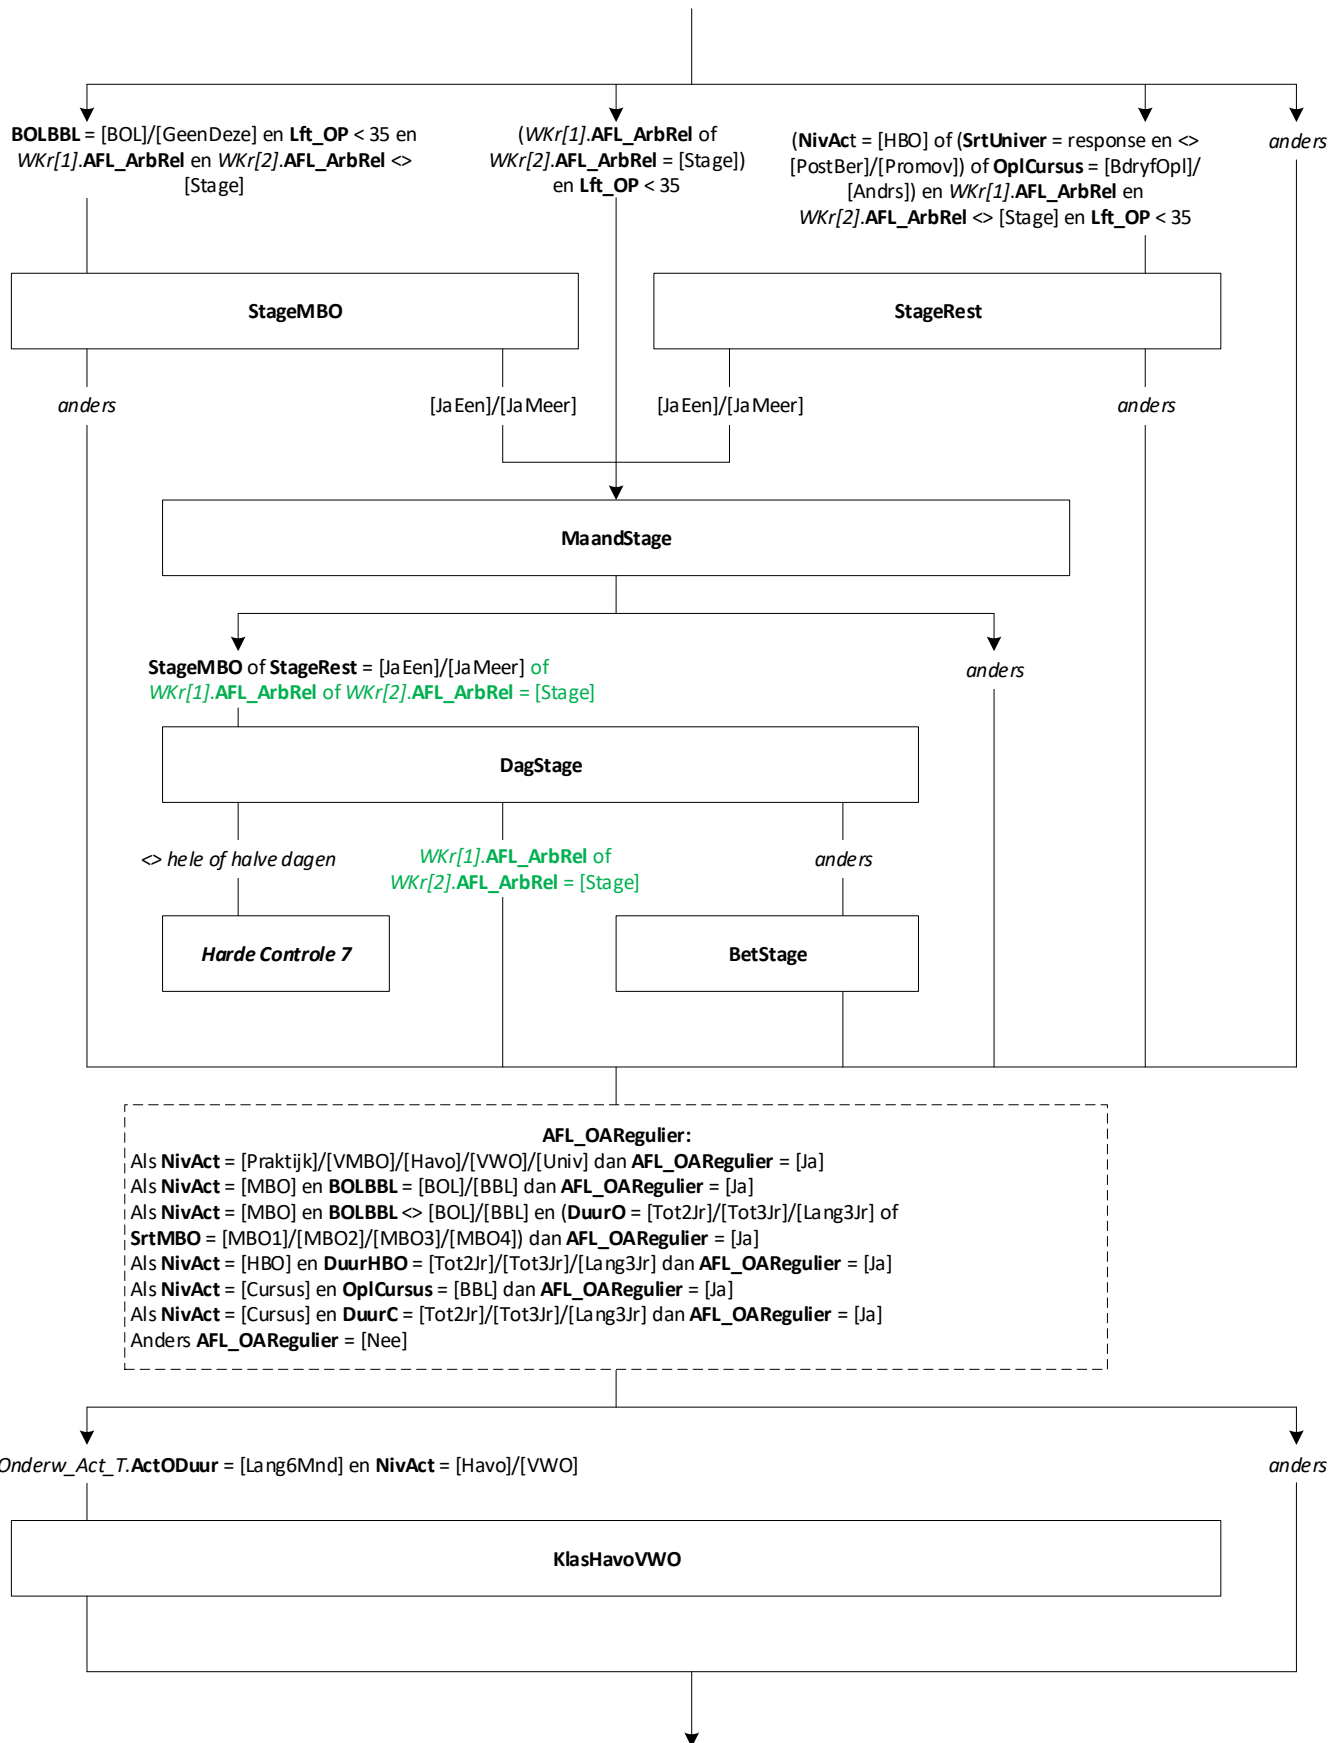 BOLBBL = [BOL]/[GeenDeze] en Lft_OP < 35 en
WKr[1].AFL_ArbRel en WKr[2].AFL_ArbRel <>
[Stage]
(WKr[1].AFL_ArbRel of
WKr[2].AFL_ArbRel = [Stage])
en Lft_OP < 35
(NivAct = [HBO] of (SrtUniver = response en <>
[PostBer]/[Promov]) of OplCursus = [BdryfOpl]/
[Andrs]) en WKr[1].AFL_ArbRel en
WKr[2].AFL_ArbRel <> [Stage] en Lft_OP < 35
anders
StageMBO
StageRest
anders
[JaEen]/[JaMeer]
[JaEen]/[JaMeer]
anders
MaandStage
StageMBO of StageRest = [JaEen]/[JaMeer] of
WKr[1].AFL_ArbRel of WKr[2].AFL_ArbRel = [Stage]
anders
DagStage
<> hele of halve dagen
WKr[1].AFL_ArbRel of
WKr[2].AFL_ArbRel = [Stage]
anders
Harde Controle 7
BetStage
AFL_OARegulier:
Als NivAct = [Praktijk]/[VMBO]/[Havo]/[VWO]/[Univ] dan AFL_OARegulier = [Ja]
Als NivAct = [MBO] en BOLBBL = [BOL]/[BBL] dan AFL_OARegulier = [Ja]
Als NivAct = [MBO] en BOLBBL <> [BOL]/[BBL] en (DuurO = [Tot2Jr]/[Tot3Jr]/[Lang3Jr] of
SrtMBO = [MBO1]/[MBO2]/[MBO3]/[MBO4]) dan AFL_OARegulier = [Ja]
Als NivAct = [HBO] en DuurHBO = [Tot2Jr]/[Tot3Jr]/[Lang3Jr] dan AFL_OARegulier = [Ja]
Als NivAct = [Cursus] en OplCursus = [BBL] dan AFL_OARegulier = [Ja]
Als NivAct = [Cursus] en DuurC = [Tot2Jr]/[Tot3Jr]/[Lang3Jr] dan AFL_OARegulier = [Ja]
Anders AFL_OARegulier = [Nee]
Onderw_Act_T.ActODuur = [Lang6Mnd] en NivAct = [Havo]/[VWO]
anders
KlasHavoVWO